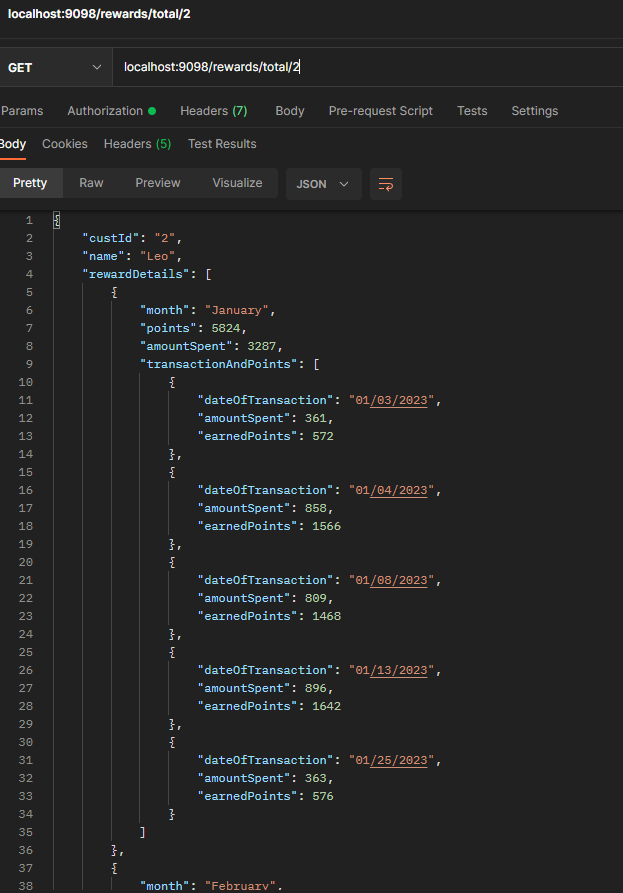 localhost:9098/rewards/total/2
GET localhost:9098/rewards/total/2
Params Authorization Headers (7) Body Pre-request Script Tests Settings
Body Cookies Headers (5) Test Results
Pretty Raw Preview Visualize JSON
1 {
2 "custId": "2",
3 "name": "Leo",
4 "rewardDetails": [
5 {
6 "month": "January",
7 "points": 5824,
8 "amountSpent": 3287,
9 "transactionAndPoints": [
10 {
11 "dateOfTransaction": "01/03/2023",
12 "amountSpent": 361,
13 "earnedPoints": 572
14 },
15 {
16 "dateOfTransaction": "01/04/2023",
17 "amountSpent": 858,
18 "earnedPoints": 1566
19 },
20 {
21 "dateOfTransaction": "01/08/2023",
22 "amountSpent": 809,
23 "earnedPoints": 1468
24 },
25 {
26 "dateOfTransaction": "01/13/2023",
27 "amountSpent": 896,
28 "earnedPoints": 1642
29 },
30 {
31 "dateOfTransaction": "01/25/2023",
32 "amountSpent": 363,
33 "earnedPoints": 576
34 }
35 ]
36 },
37 {
38 "month": "February",